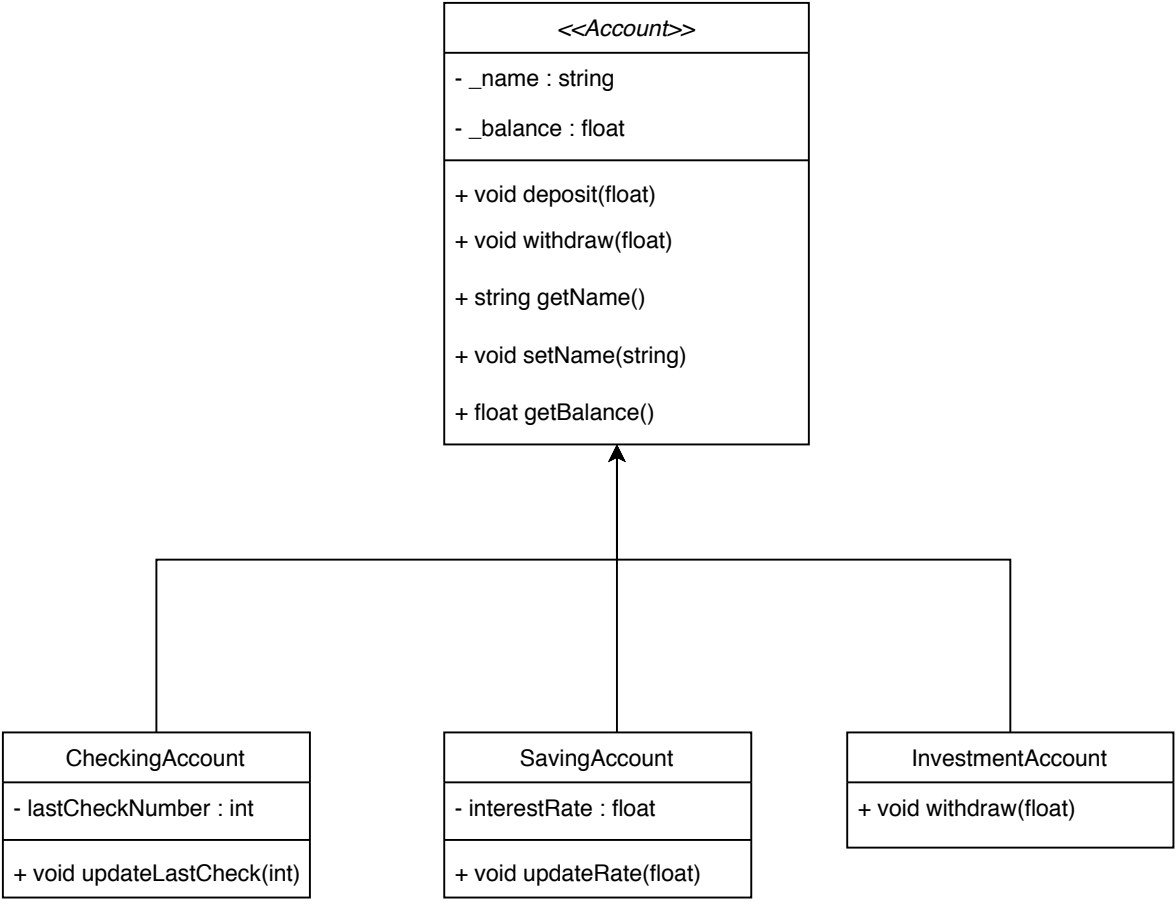 <<Account>>
- _name : string
- _balance : float
+ void deposit(float)
+ void withdraw(float)
+ string getName()
+ void setName(string)
+ float getBalance()
CheckingAccount
- lastCheckNumber : int
+ void updateLastCheck(int)
SavingAccount
- interestRate : float
+ void updateRate(float)
InvestmentAccount
+ void withdraw(float)